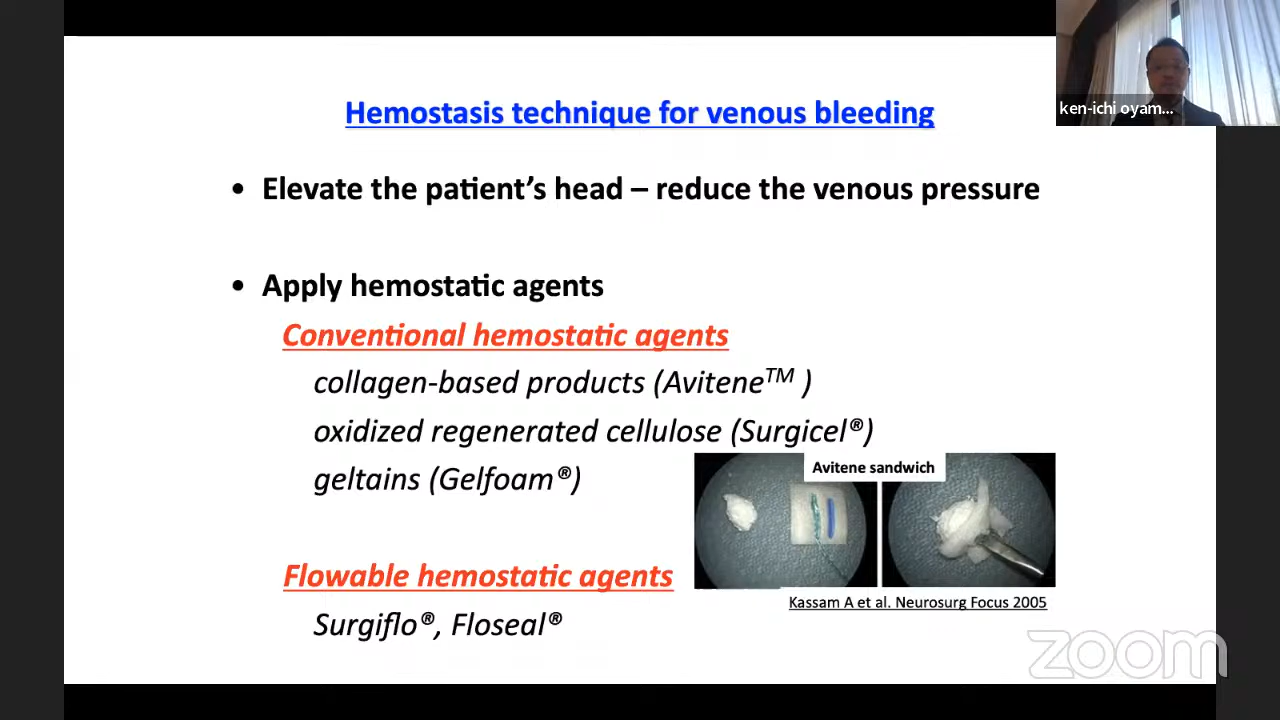 ken-ichi oyam...
Hemostasis technique for venous bleeding
• Elevate the patient’s head – reduce the venous pressure
• Apply hemostatic agents
Conventional hemostatic agents
collagen-based products (Avitene™ )
oxidized regenerated cellulose (Surgicel®)
geltains (Gelfoam®)
Avitene sandwich
Flowable hemostatic agents
Kassam A et al. Neurosurg Focus 2005
Surgiflo®, Floseal®
zoom